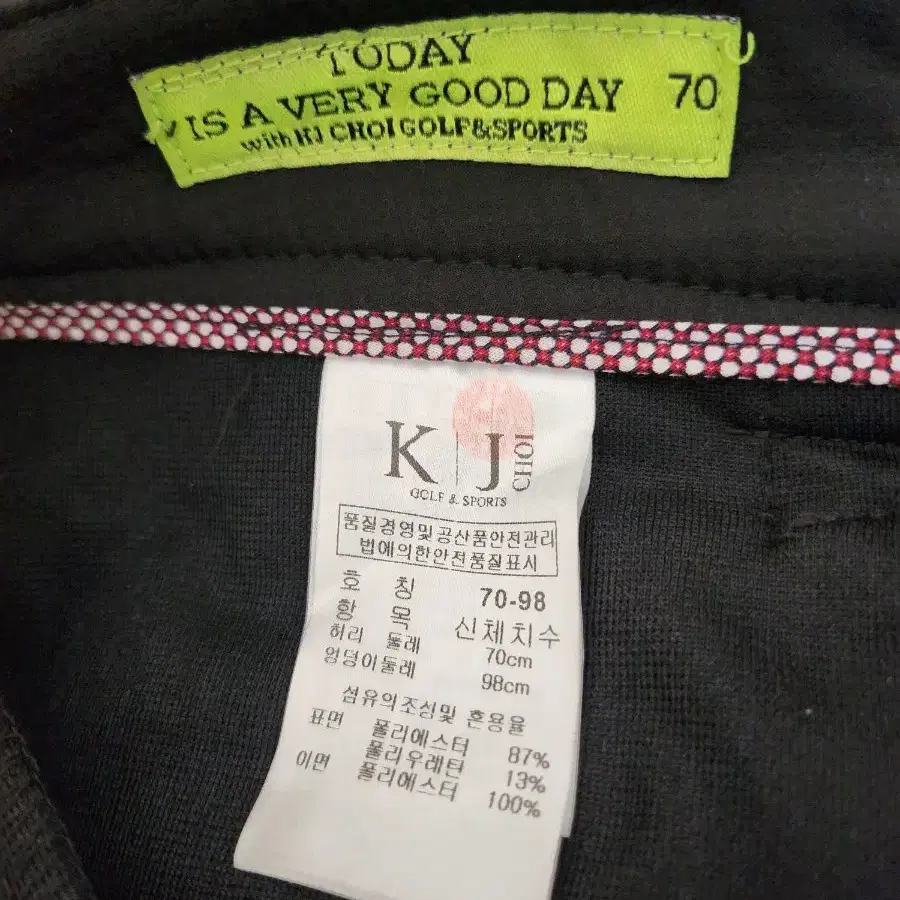 TODAY
IS A VERY GOOD DAY 70
with KJ CHOI GOLF&SPORTS
K J CHOI
GOLF & SPORTS
품질경영및공산품안전관리
법에의한안전품질표시
호 칭 70-98
항 목 신체치수
허리 둘레 70cm
엉덩이둘레 98cm
섬유의조성및 혼용율
표면 폴리에스터 87%
폴리우레탄 13%
이면 폴리에스터 100%